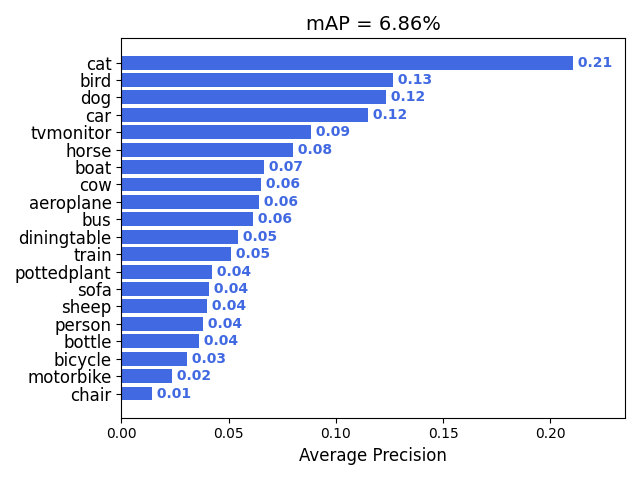 mAP = 6.86%
cat 0.21
bird 0.13
dog 0.12
car 0.12
tvmonitor 0.09
horse 0.08
boat 0.07
cow 0.06
aeroplane 0.06
bus 0.06
diningtable 0.05
train 0.05
pottedplant 0.04
sofa 0.04
sheep 0.04
person 0.04
bottle 0.04
bicycle 0.03
motorbike 0.02
chair 0.01
0.00 0.05 0.10 0.15 0.20
Average Precision